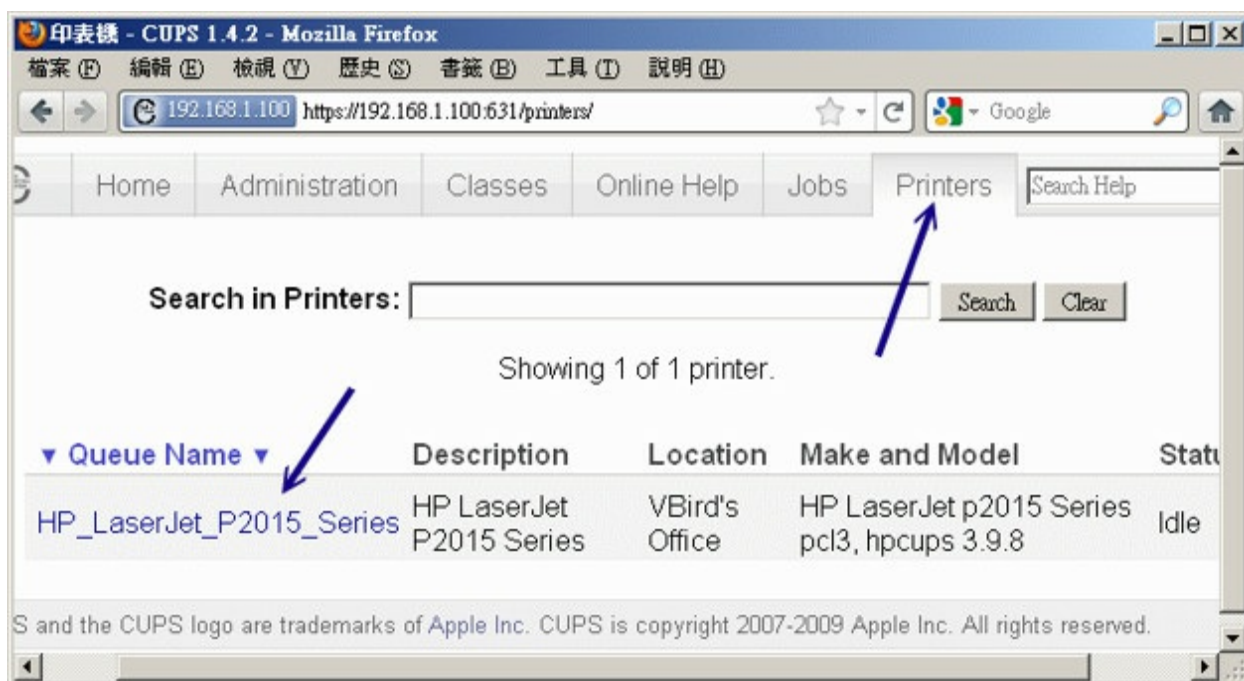 印表機 - CUPS 1.4.2 - Mozilla Firefox
檔案 (F) 編輯 (E) 檢視 (V) 歷史 (S) 書籤 (B) 工具 (T) 說明 (H)
192.168.1.100 https://192.168.1.100:631/printers/ Google
Home Administration Classes Online Help Jobs Printers Search Help
Search in Printers: Search Clear
Showing 1 of 1 printer.
▼ Queue Name ▼ Description Location Make and Model Statu
HP_LaserJet_P2015_Series HP LaserJet P2015 Series VBird's Office HP LaserJet p2015 Series pcl3, hpcups 3.9.8 Idle
S and the CUPS logo are trademarks of Apple Inc. CUPS is copyright 2007-2009 Apple Inc. All rights reserved.